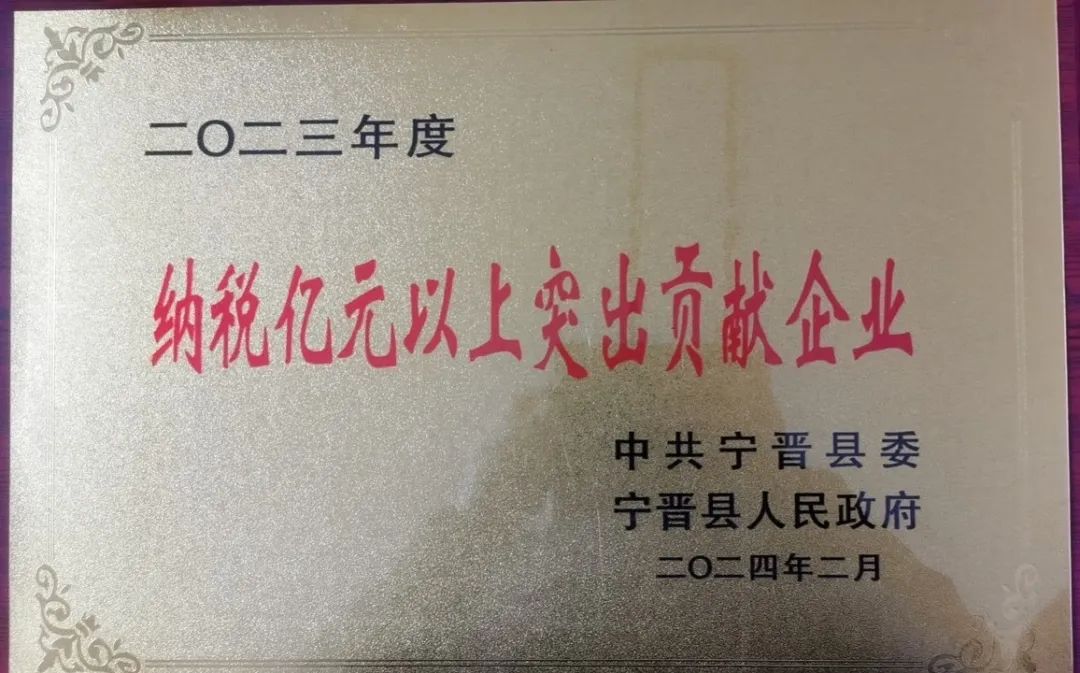 二〇二三年度
纳税亿元以上突出贡献企业
中共宁晋县委
宁晋县人民政府
二〇二四年二月